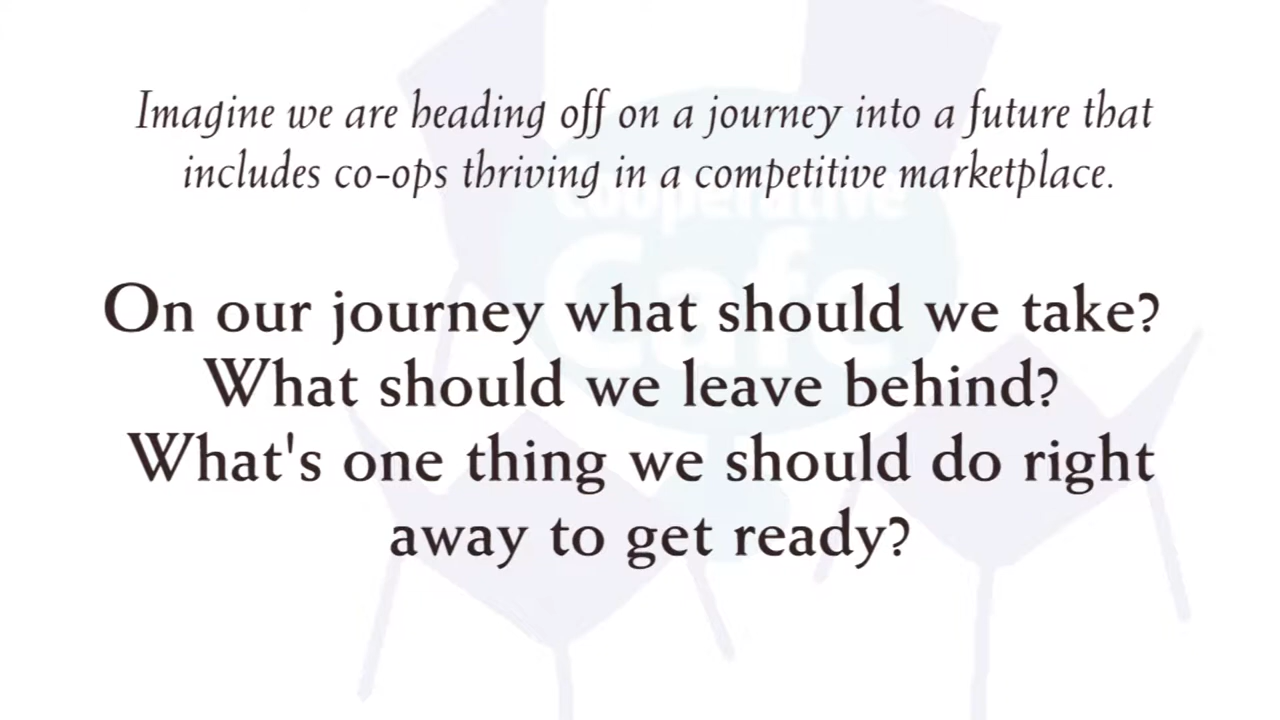 Imagine we are heading off on a journey into a future that
includes co-ops thriving in a competitive marketplace.
Cooperative
Cafe
On our journey what should we take?
What should we leave behind?
What's one thing we should do right
away to get ready?